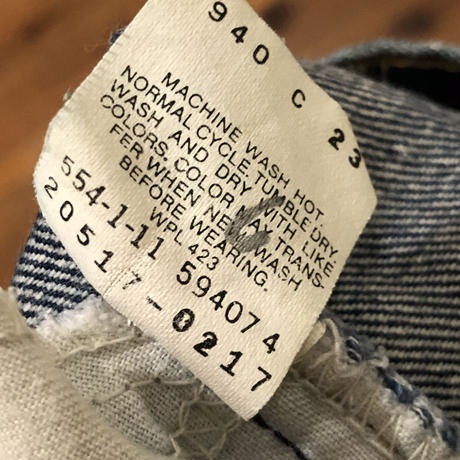 940 C 23
MACHINE WASH HOT
NORMAL CYCLE. TUMBLE DRY
WASH AND DRY WITH LIKE
COLORS. COLOR MAY TRANS-
FER WHEN NEW. WASH
BEFORE WEARING.
WPL 423
554-1-11 594074
20517-0217